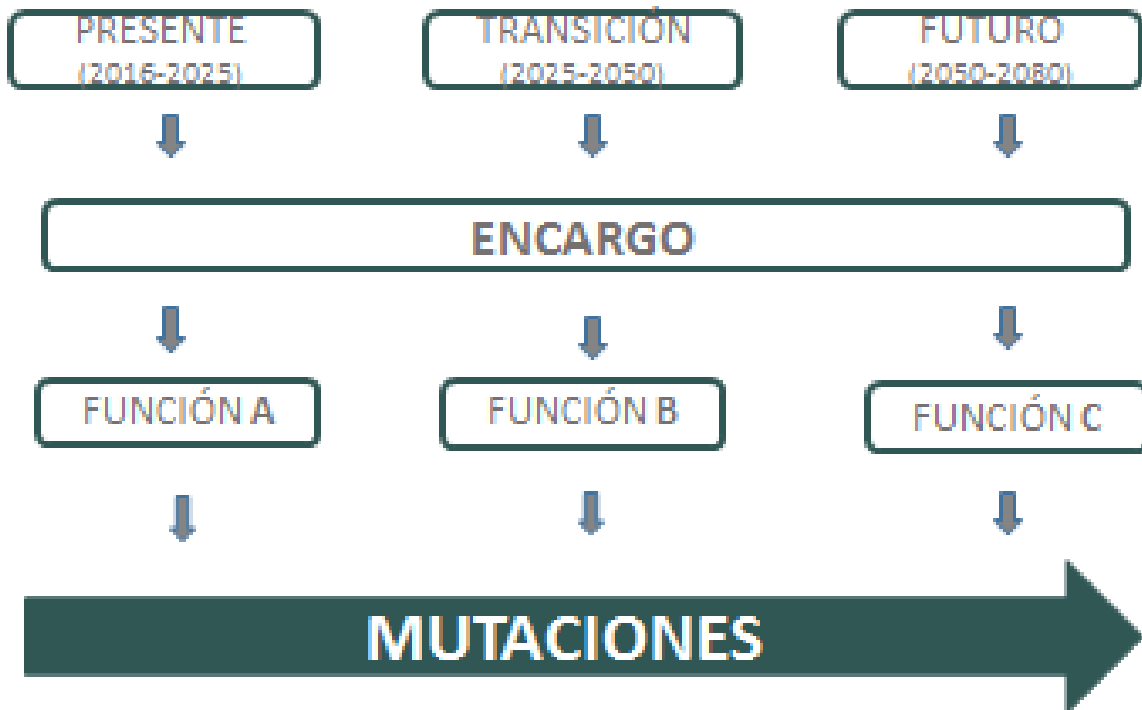 PRESENTE
(2016-2025)
TRANSICIÓN
(2025-2050)
FUTURO
(2050-2080)
ENCARGO
FUNCIÓN A
FUNCIÓN B
FUNCIÓN C
MUTACIONES